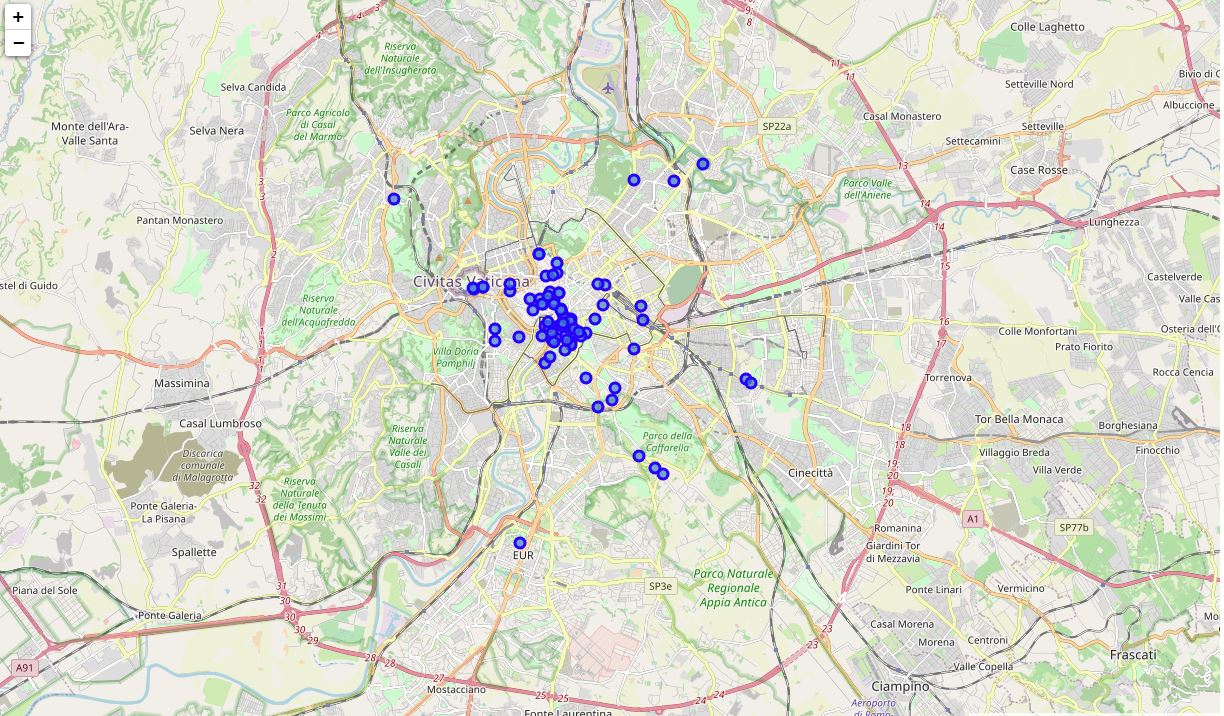 +
−
4
4
8
9
Colle Laghetto
Riserva
Naturale
dell'Insugherata
4
11
11
Bivio di C
Selva Candida
Setteville Nord
Albuccione
Parco Agricolo
di Casal
del Marmo
Monte dell'Ara-
Valle Santa
Selva Nera
SP22a
Casal Monastero
Setteville
Settecamini
13
Case Rosse
3
3
Parco Valle
dell'Aniene
14
14
Pantan Monastero
Lunghezza
15
2
15
Castelverde
Civitas Vaticana
stel di Guido
Valle Cas
Riserva
Naturale
dell'Acquafredda
Colle Monfortani
Osteria dell'
16
Prato Fiorito
Villa Doria
Pamphilj
17
Rocca Cencia
Massimina
Torrenova
Casal Lumbroso
Tor Bella Monaca
Borghesiana
18
18
Riserva
Naturale
Valle dei
Casali
Parco della
Caffarella
Villaggio Breda
Finocchio
Discarica
comunale
di Malagrotta
Cinecittà
Villa Verde
32
32
Riserva
Naturale
della Tenuta
dei Massimi
19;
20
19;
20
Ponte Galeria-
La Pisana
A1
SP77b
Romanina
Spallette
EUR
Giardini Tor
di Mezzavia
Parco Naturale
Regionale
Appia Antica
31
SP3e
Piana del Sole
Ponte Linari
Vermicino
Ponte Galeria
30
30
29
23
Casal Morena
Morena
Centroni
23
A91
28
28
Frascati
Valle Copella
27
Mostacciano
25
25
24
24
Ciampino
Aeroporto
Fonte Laurentina